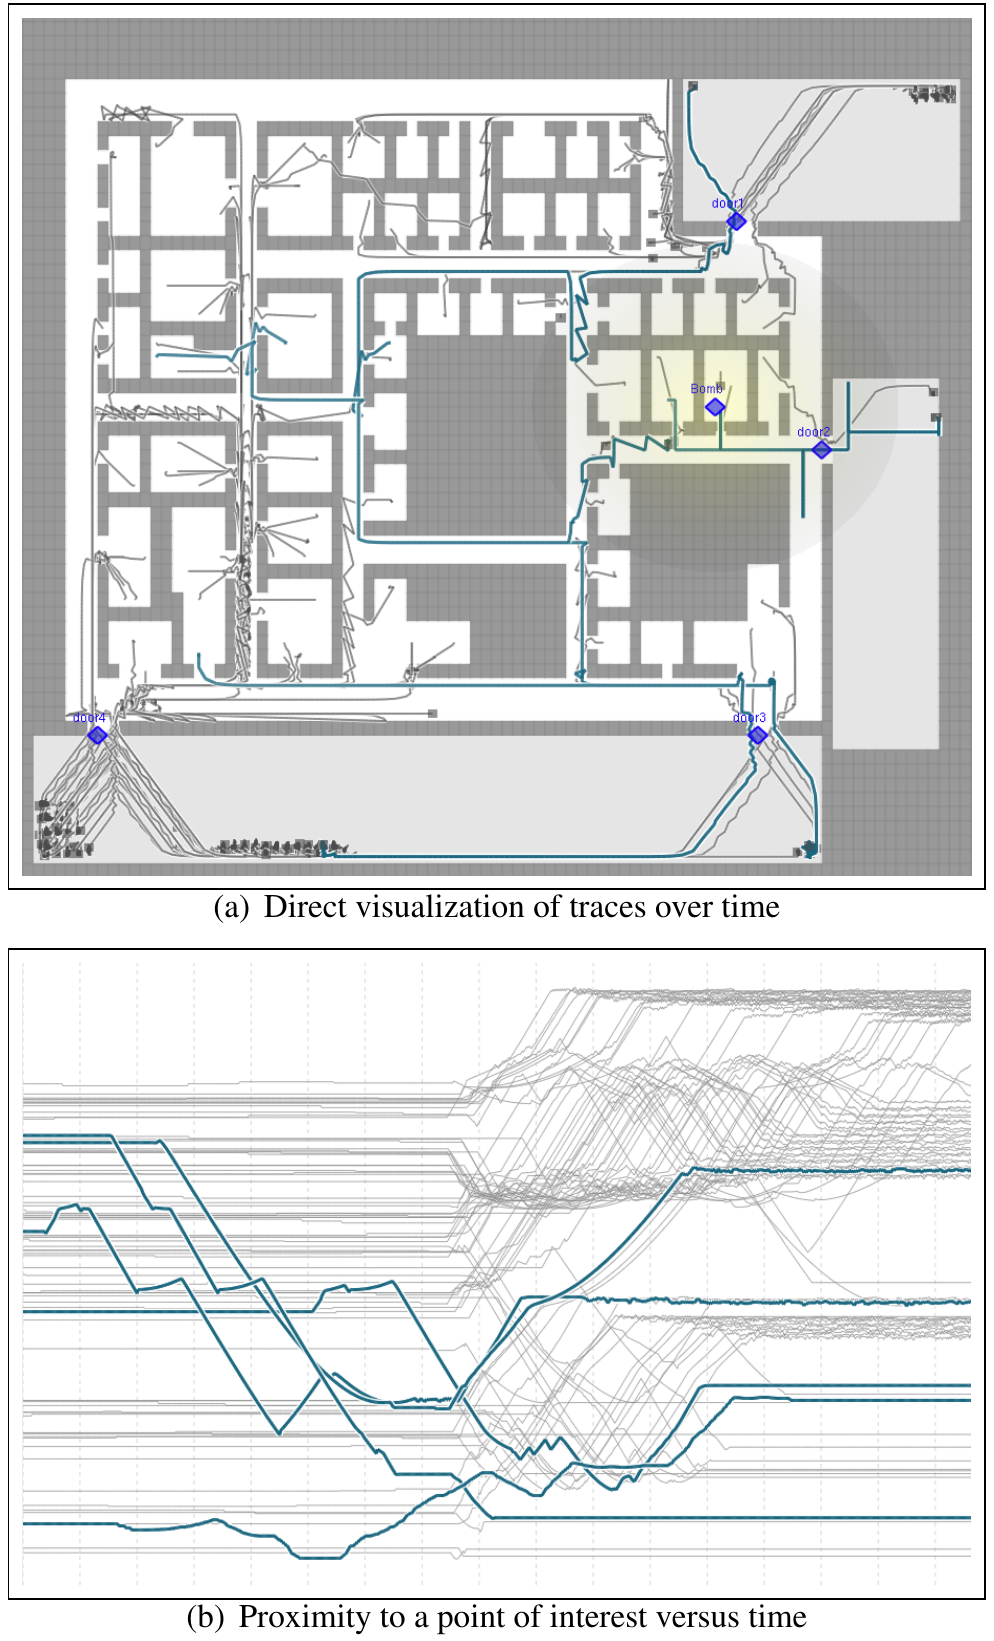 door1
Bomb
door2
door4
door3
(a) Direct visualization of traces over time
(b) Proximity to a point of interest versus time